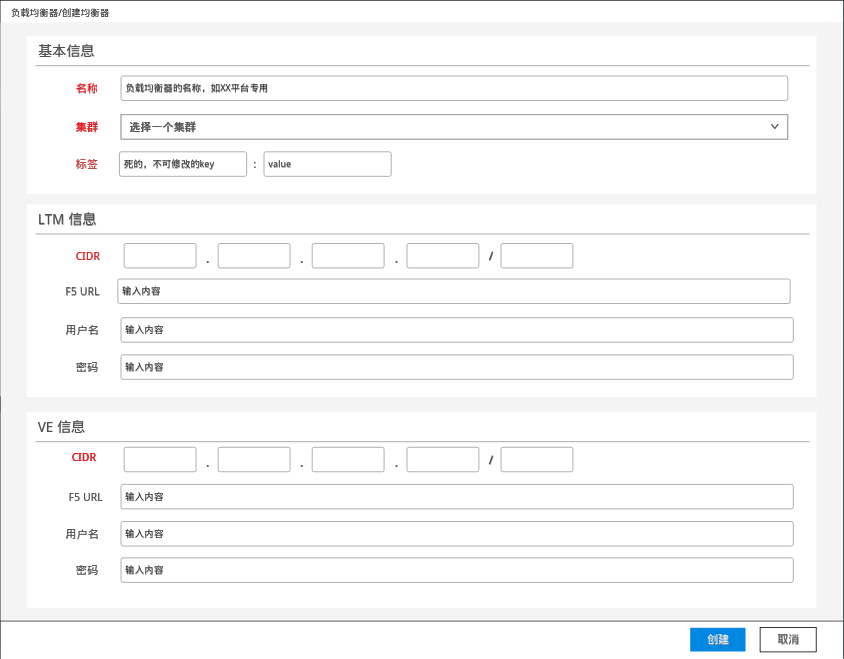 负载均衡器/创建均衡器
基本信息
名称 负载均衡器的名称，如XX平台专用
集群 选择一个集群
标签 死的，不可修改的key : value
LTM 信息
CIDR . . . /
F5 URL 输入内容
用户名 输入内容
密码 输入内容
VE 信息
CIDR . . . /
F5 URL 输入内容
用户名 输入内容
密码 输入内容
创建 取消